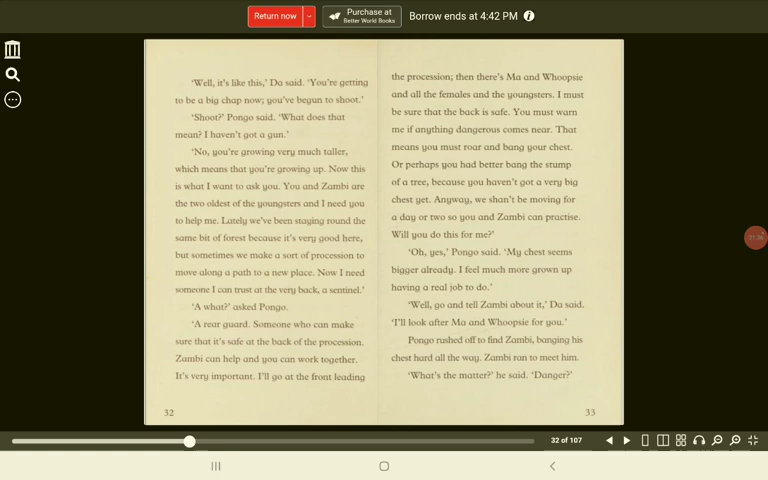 Return now
Purchase at
Better World Books
Borrow ends at 4:42 PM
‘Well, it's like this,’ Da said. ‘You're getting
to be a big chap now; you've begun to shoot.’
‘Shoot?’ Pongo said. ‘What does that
mean? I haven't got a gun.’
‘No, you're growing very much taller,
which means that you're growing up. Now this
is what I want to ask you. You and Zambi are
the two oldest of the youngsters and I need you
to help me. Lately we've been staying round the
same bit of forest because it's very good here,
but sometimes we make a sort of procession to
move along a path to a new place. Now I need
someone I can trust at the very back, a sentinel.’
‘A what?’ asked Pongo.
‘A rear guard. Someone who can make
sure that it's safe at the back of the procession.
Zambi can help and you can work together.
It's very important. I'll go at the front leading
32
the procession; then there's Ma and Whoopsie
and all the females and the youngsters. I must
be sure that the back is safe. You must warn
me if anything dangerous comes near. That
means you must roar and bang your chest.
Or perhaps you had better bang the stump
of a tree, because you haven't got a very big
chest yet. Anyway, we shan't be moving for
a day or two so you and Zambi can practise.
Will you do this for me?’
‘Oh, yes,’ Pongo said. ‘My chest seems
bigger already. I feel much more grown up
having a real job to do.’
‘Well, go and tell Zambi about it,’ Da said.
‘I'll look after Ma and Whoopsie for you.’
Pongo rushed off to find Zambi, banging his
chest hard all the way. Zambi ran to meet him.
‘What's the matter?’ he said. ‘Danger?’
33
32 of 107